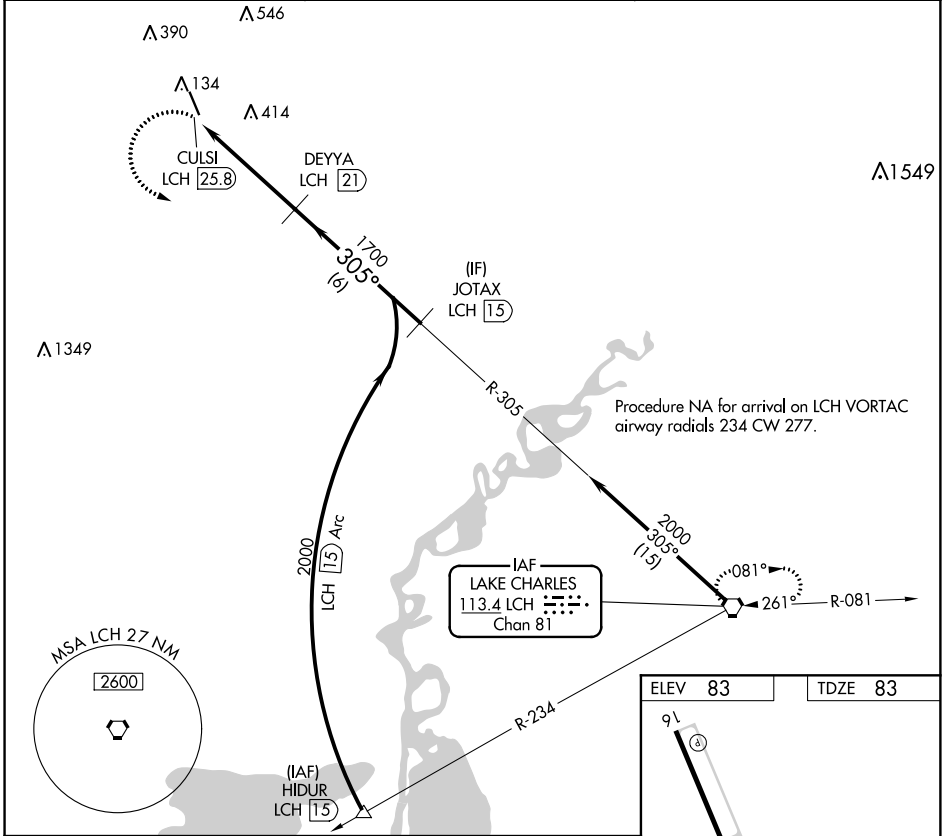 546
390
134
414
CULSI
LCH 25.8
DEYYA
LCH 21
1549
1700
305°
(6)
(IF)
JOTAX
LCH 15
1349
R-305
Procedure NA for arrival on LCH VORTAC
airway radials 234 CW 277.
2000
LCH 15 Arc
2000
305°
(15)
IAF
LAKE CHARLES
113.4 LCH
Chan 81
081°
261°
R-081
MSA LCH 27 NM
2600
R-234
(IAF)
HIDUR
LCH 15
ELEV 83
TDZE 83
16
P